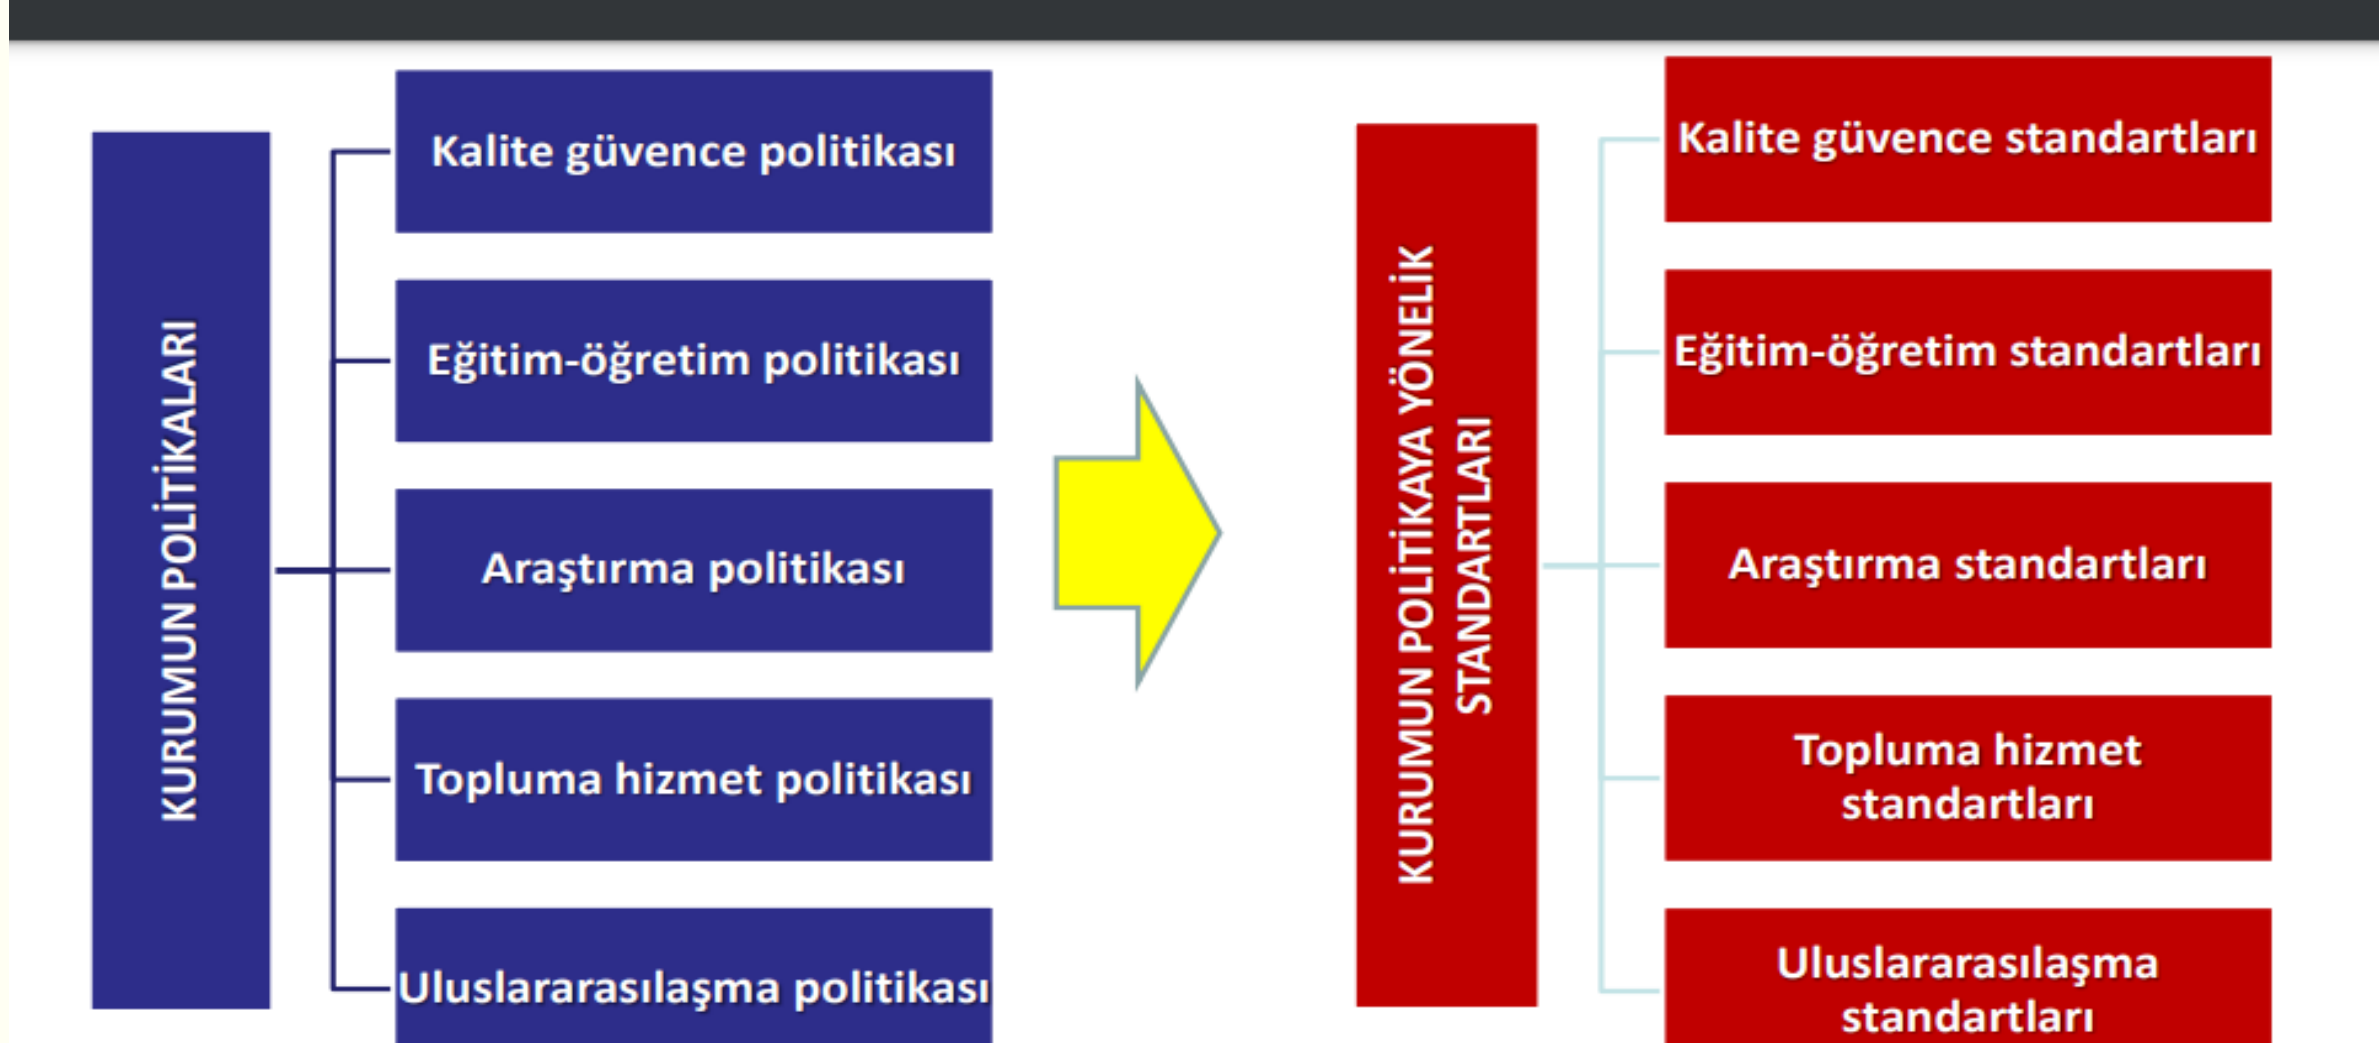 KURUMUN POLİTİKALARI
Kalite güvence politikası
Eğitim-öğretim politikası
Araştırma politikası
Topluma hizmet politikası
Uluslararasılaşma politikası
KURUMUN POLİTİKAYA YÖNELİK
STANDARTLARI
Kalite güvence standartları
Eğitim-öğretim standartları
Araştırma standartları
Topluma hizmet
standartları
Uluslararasılaşma
standartları